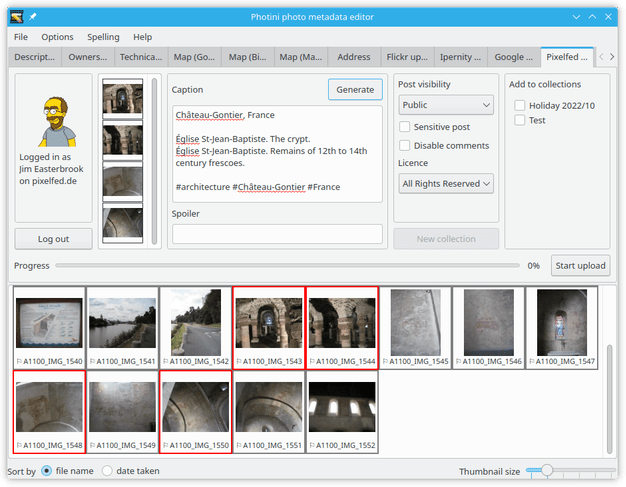 Photini photo metadata editor
File Options Spelling Help
Descript... Owners... Technica... Map (Go... Map (Bi... Map (Ma... Address Flickr up... Ipernity ... Google ... Pixelfed ...
Logged in as
Jim Easterbrook
on pixelfed.de
Log out
Caption
Generate
Château-Gontier, France
Église St-Jean-Baptiste. The crypt.
Église St-Jean-Baptiste. Remains of 12th to 14th
century frescoes.
#architecture #Château-Gontier #France
Spoiler
Post visibility
Public
Sensitive post
Disable comments
Licence
All Rights Reserved
New collection
Add to collections
Holiday 2022/10
Test
Progress 0% Start upload
A1100_IMG_1540 A1100_IMG_1541 A1100_IMG_1542 A1100_IMG_1543 A1100_IMG_1544 A1100_IMG_1545 A1100_IMG_1546 A1100_IMG_1547
A1100_IMG_1548 A1100_IMG_1549 A1100_IMG_1550 A1100_IMG_1551 A1100_IMG_1552
Sort by file name date taken Thumbnail size